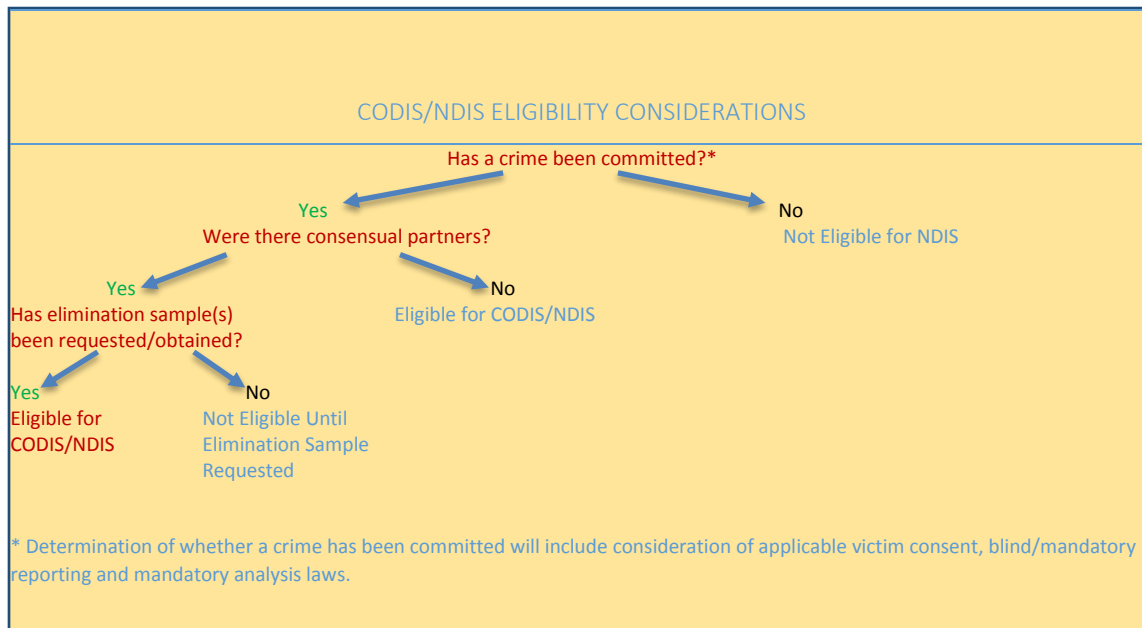 CODIS/NDIS ELIGIBILITY CONSIDERATIONS
Has a crime been committed?*
Yes
No
Were there consensual partners?
Not Eligible for NDIS
Yes
No
Has elimination sample(s)
been requested/obtained?
Eligible for CODIS/NDIS
Yes
No
Eligible for
CODIS/NDIS
Not Eligible Until
Elimination Sample
Requested
* Determination of whether a crime has been committed will include consideration of applicable victim consent, blind/mandatory
reporting and mandatory analysis laws.